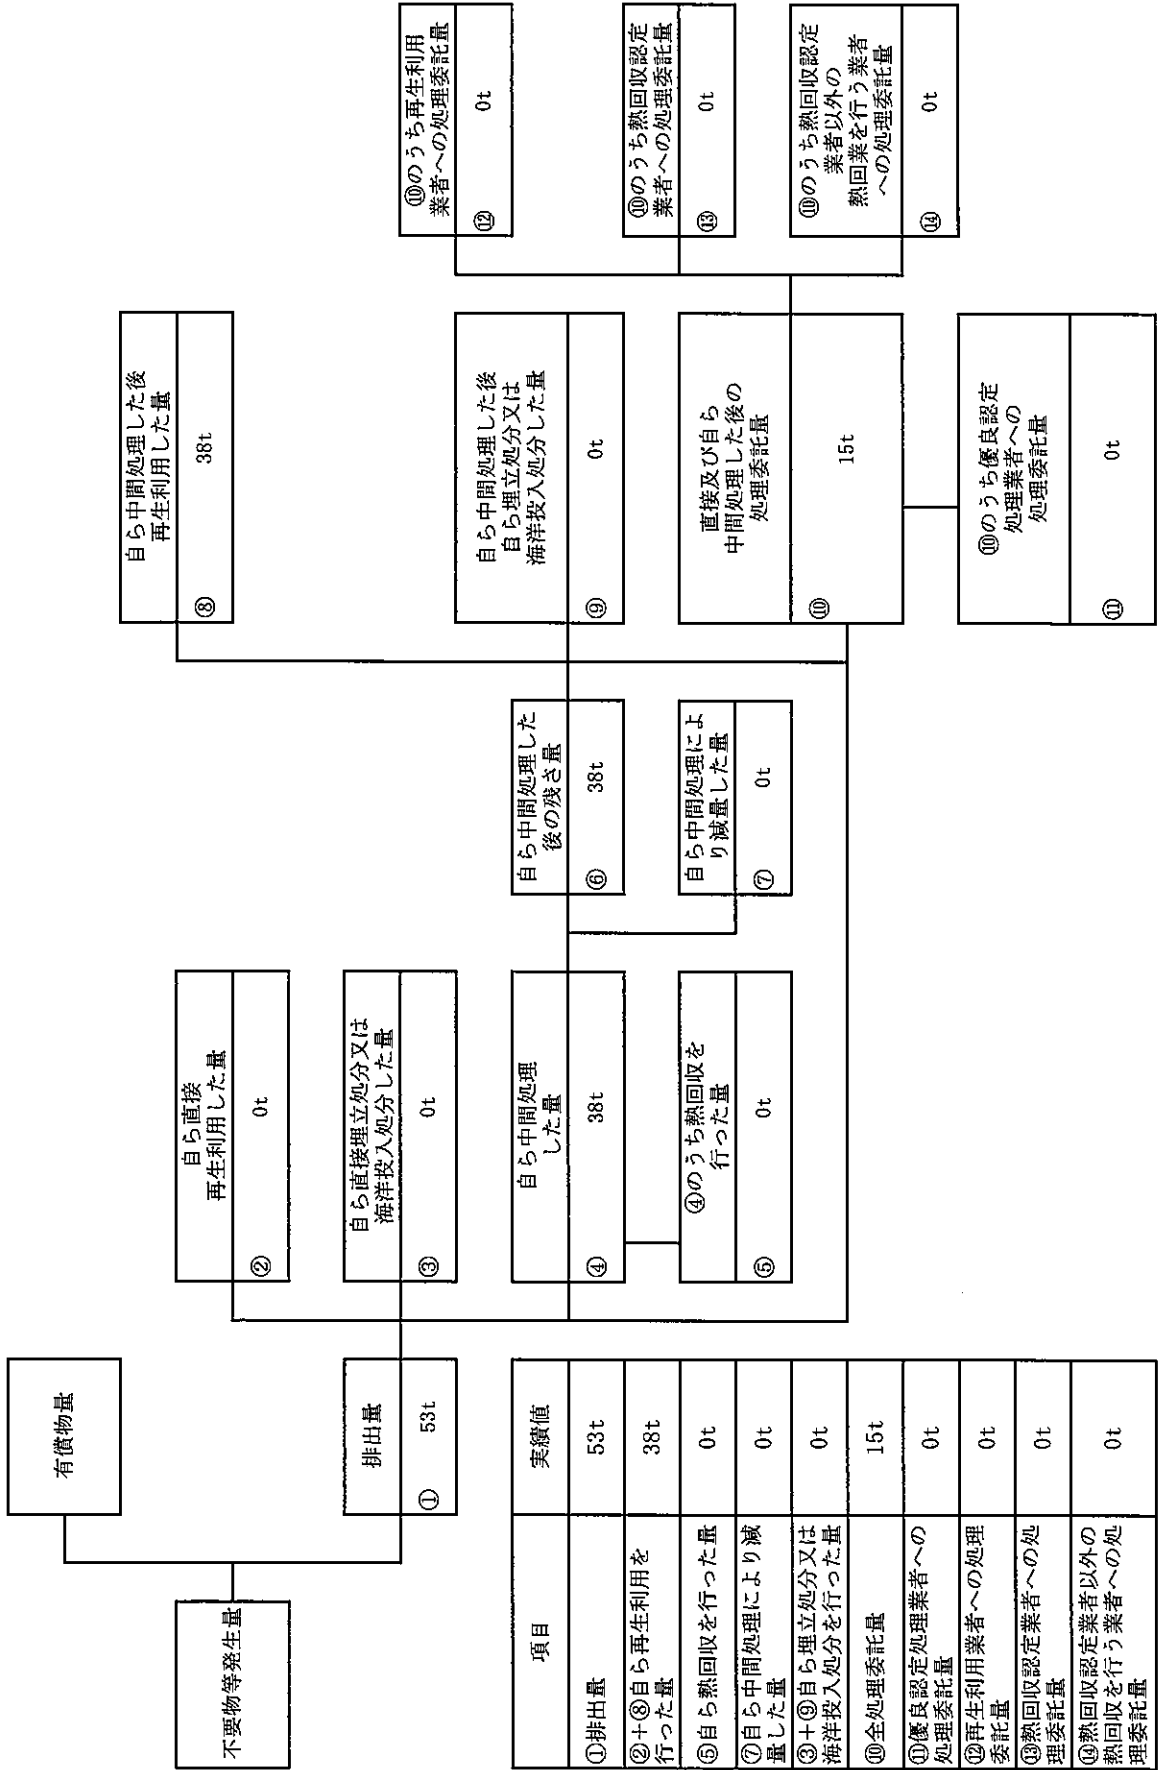 不要物等発生量
有償物量
排出量
① 53t
自ら直接
再生利用した量
② 0t
自ら直接埋立処分又は
海洋投入処分した量
③ 0t
自ら中間処理
した量
④ 38t
④のうち熱回収を
行った量
⑤ 0t
自ら中間処理した
後の残さ量
⑥ 38t
自ら中間処理によ
り減量した量
⑦ 0t
自ら中間処理した後
再生利用した量
⑧ 38t
自ら中間処理した後
自ら埋立処分又は
海洋投入処分した量
⑨ 0t
直接及び自ら
中間処理した後の
処理委託量
⑩ 15t
⑩のうち優良認定
処理業者への
処理委託量
⑪ 0t
⑩のうち再生利用
業者への処理委託量
⑫ 0t
⑩のうち熱回収認定
業者への処理委託量
⑬ 0t
⑩のうち熱回収認定
業者以外の
熱回業を行う業者
への処理委託量
⑭ 0t
項目 実績値
①排出量 53t
②+⑧自ら再生利用を
行った量 38t
⑤自ら熱回収を行った量 0t
⑦自ら中間処理により減
量した量 0t
③+⑨自ら埋立処分又は
海洋投入処分を行った量 0t
⑩全処理委託量 15t
⑪優良認定処理業者への
処理委託量 0t
⑫再生利用業者への処理
委託量 0t
⑬熱回収認定業者への処
理委託量 0t
⑭熱回収認定業者以外の
熱回収を行う業者への処
理委託量 0t